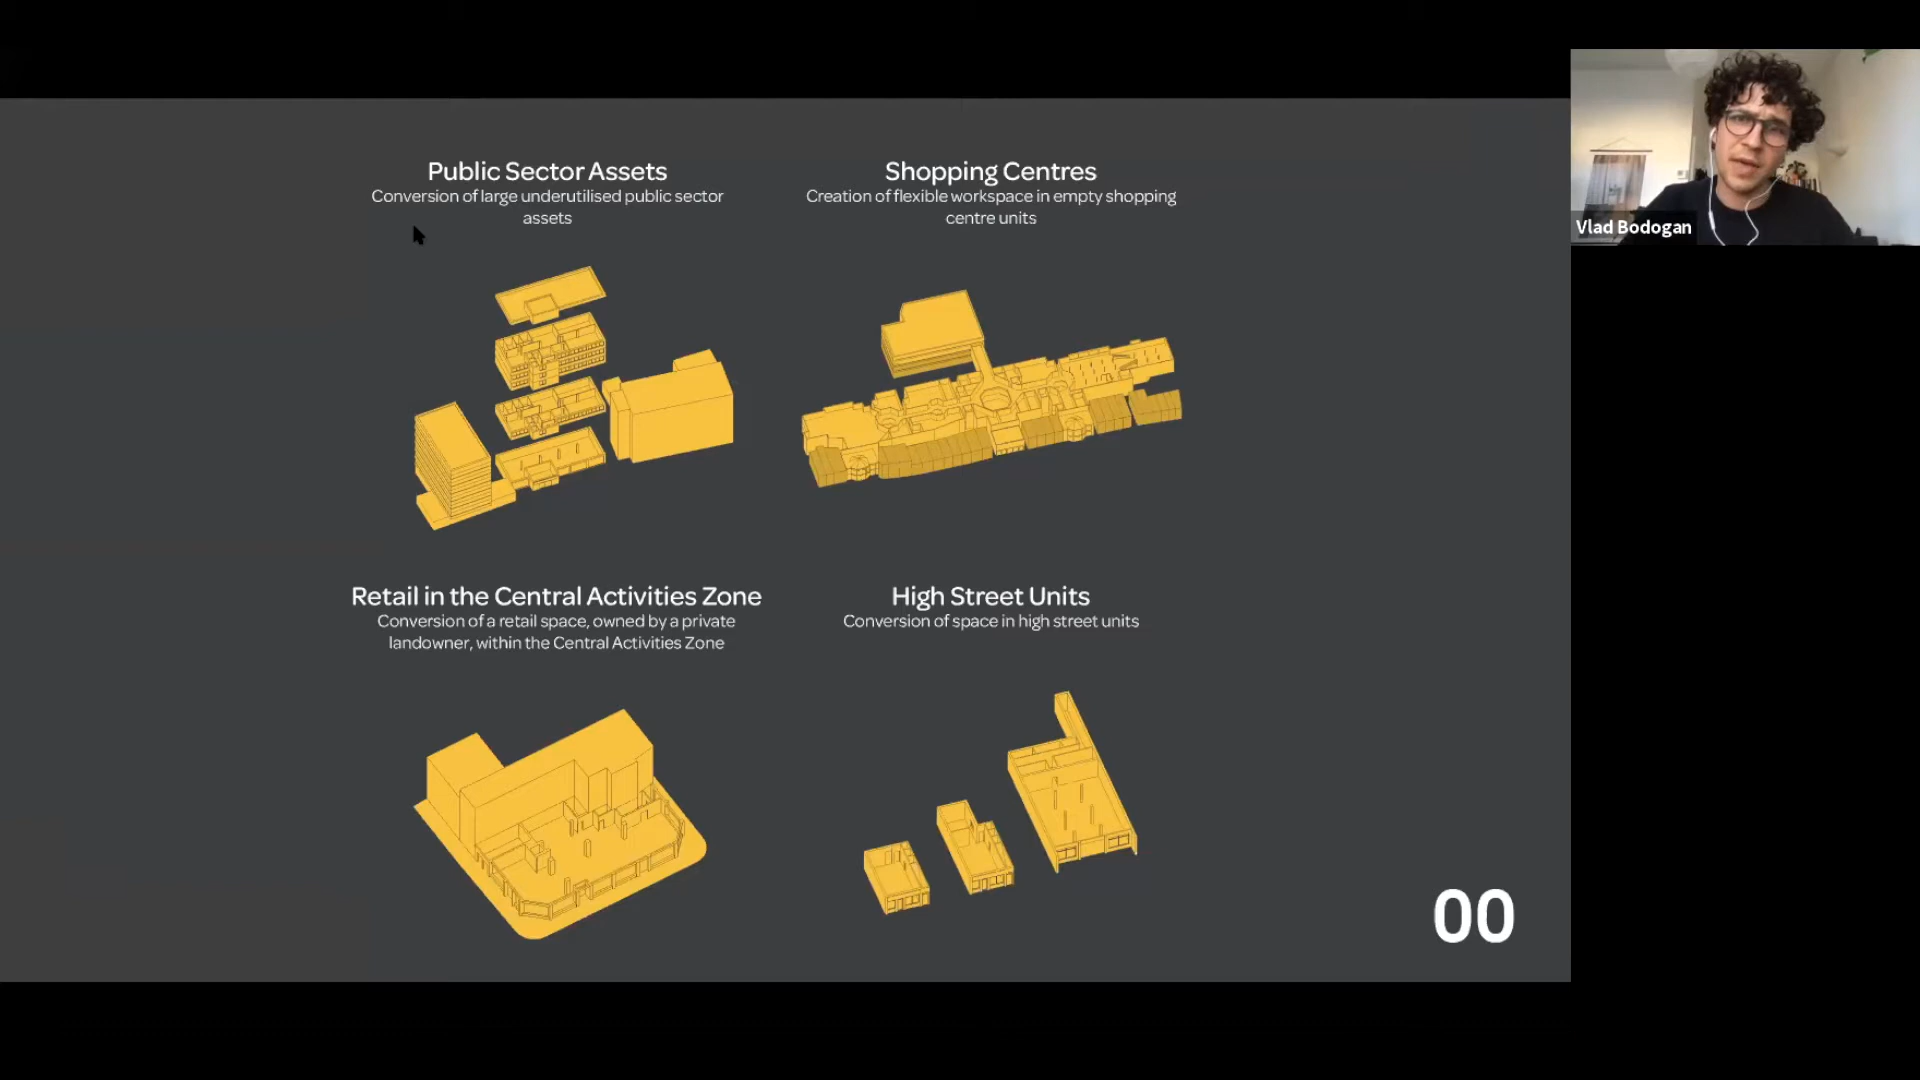 Public Sector Assets
Conversion of large underutilised public sector
assets
Shopping Centres
Creation of flexible workspace in empty shopping
centre units
Vlad Bodogan
Retail in the Central Activities Zone
Conversion of a retail space, owned by a private
landowner, within the Central Activities Zone
High Street Units
Conversion of space in high street units
00